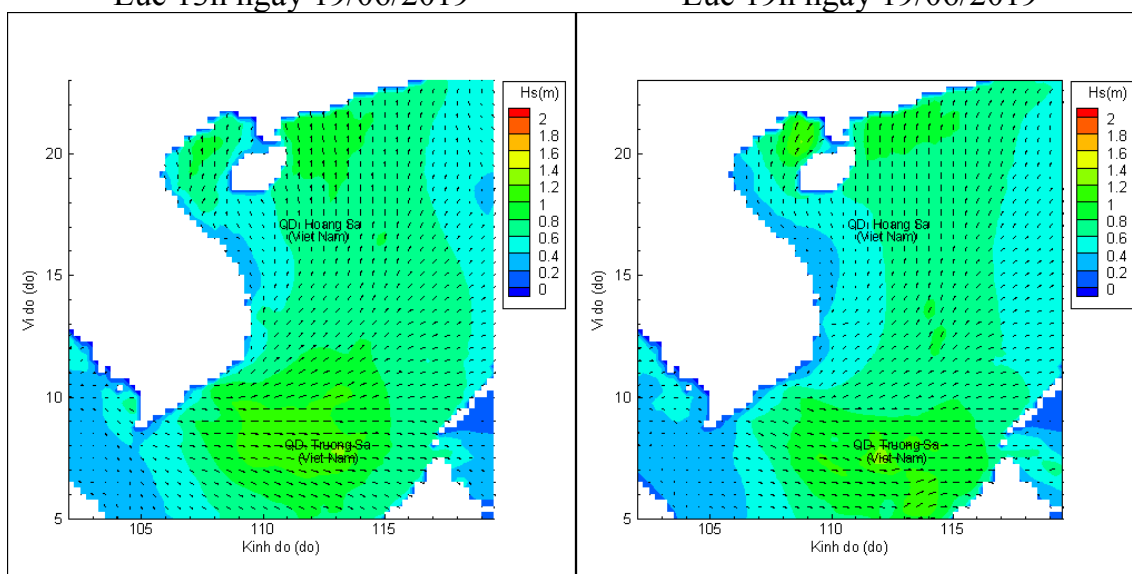 Lúc 13h ngày 19/06/2019
Lúc 19h ngày 19/06/2019
Hs(m)
2
1.8
1.6
1.4
1.2
1
0.8
0.6
0.4
0.2
0
20
15
10
5
Vi do (do)
105
110
115
Kinh do (do)
QD. Hoang Sa
(Viet Nam)
QD. Truong Sa
(Viet Nam)
Hs(m)
2
1.8
1.6
1.4
1.2
1
0.8
0.6
0.4
0.2
0
20
15
10
5
Vi do (do)
105
110
115
Kinh do (do)
QD. Hoang Sa
(Viet Nam)
QD. Truong Sa
(Viet Nam)